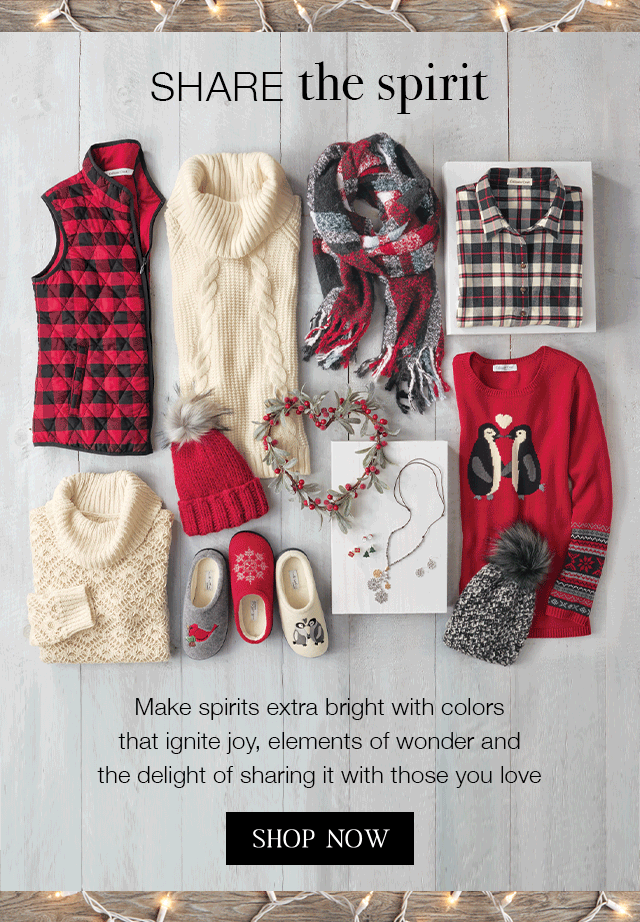 SHARE the spirit
Make spirits extra bright with colors
that ignite joy, elements of wonder and
the delight of sharing it with those you love
SHOP NOW